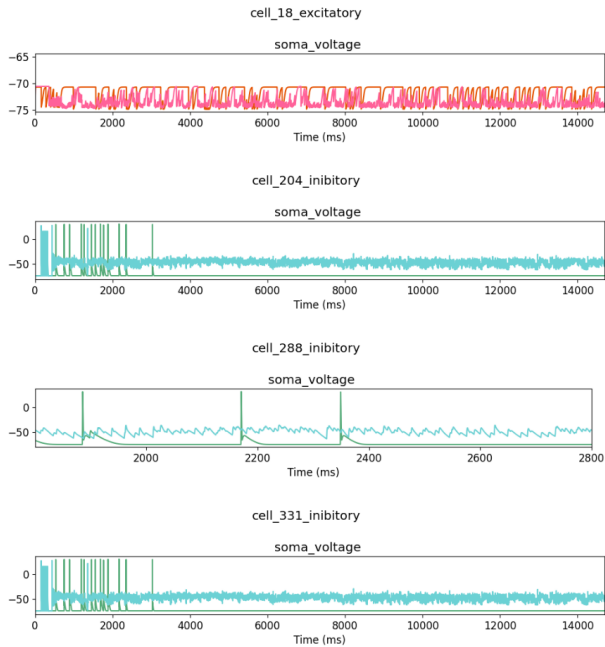 cell_18_excitatory
soma_voltage
−65
−70
−75
0 2000 4000 6000 8000 10000 12000 14000
Time (ms)
cell_204_inibitory
soma_voltage
0
−50
0 2000 4000 6000 8000 10000 12000 14000
Time (ms)
cell_288_inibitory
soma_voltage
0
−50
2000 2200 2400 2600 2800
Time (ms)
cell_331_inibitory
soma_voltage
0
−50
0 2000 4000 6000 8000 10000 12000 14000
Time (ms)